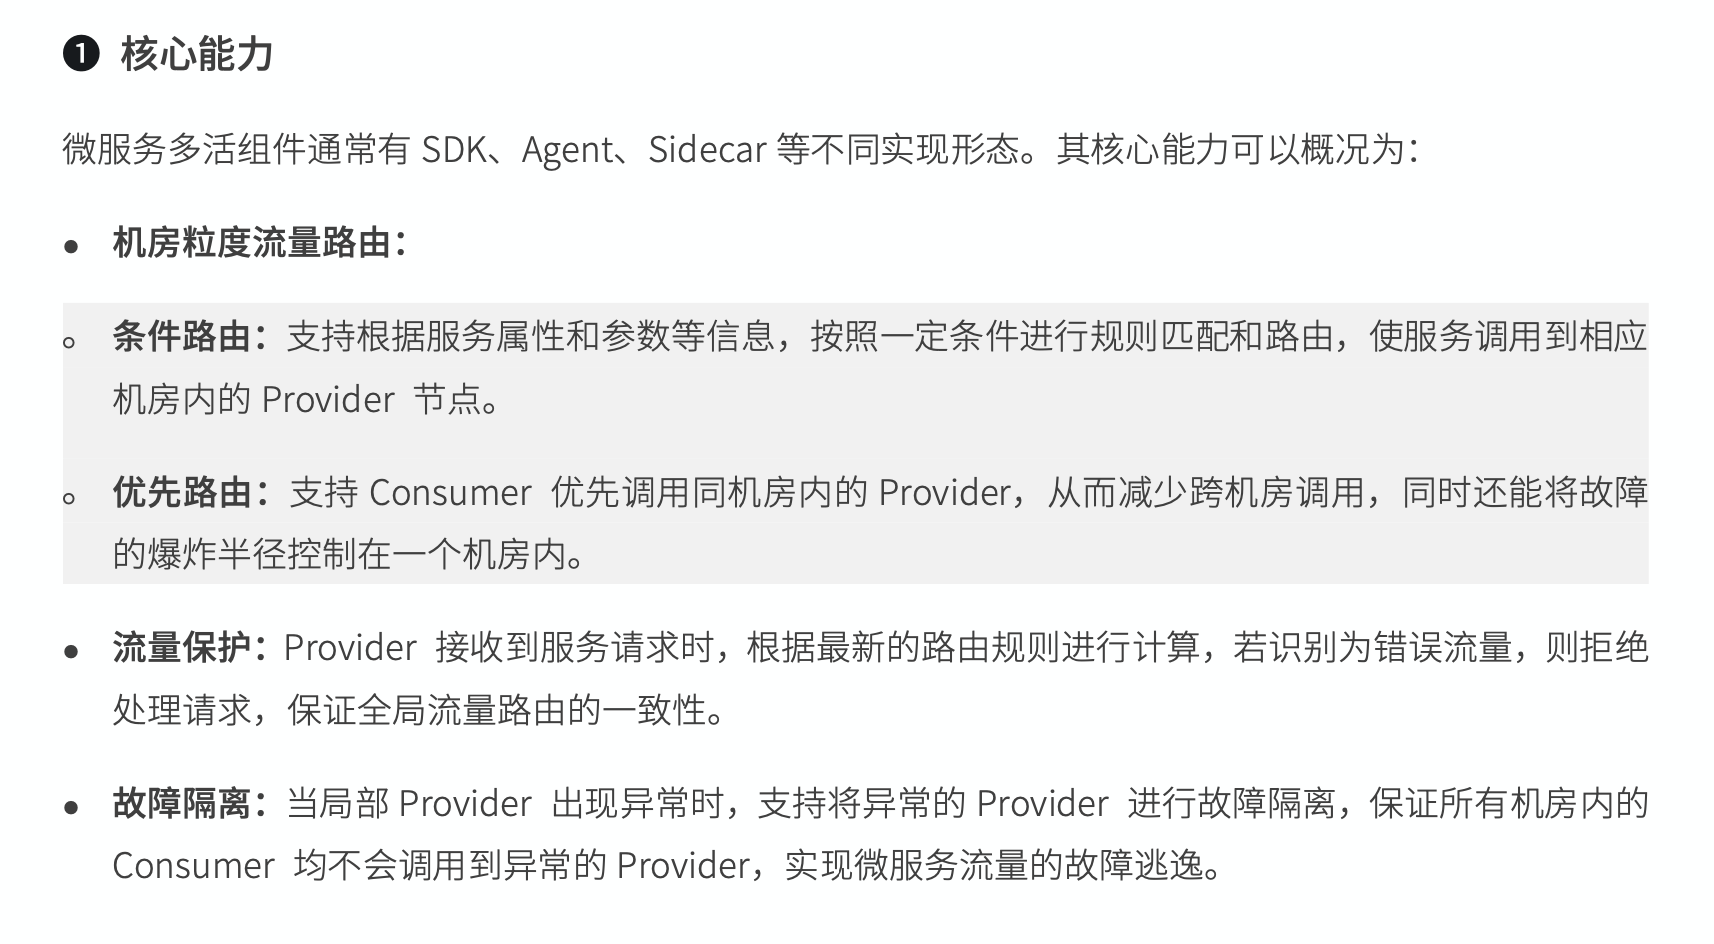 ❶ 核心能力
微服务多活组件通常有 SDK、Agent、Sidecar 等不同实现形态。其核心能力可以概况为：
● 机房粒度流量路由：
○ 条件路由：支持根据服务属性和参数等信息，按照一定条件进行规则匹配和路由，使服务调用到相应
机房内的 Provider 节点。
○ 优先路由：支持 Consumer 优先调用同机房内的 Provider，从而减少跨机房调用，同时还能将故障
的爆炸半径控制在一个机房内。
● 流量保护：Provider 接收到服务请求时，根据最新的路由规则进行计算，若识别为错误流量，则拒绝
处理请求，保证全局流量路由的一致性。
● 故障隔离：当局部 Provider 出现异常时，支持将异常的 Provider 进行故障隔离，保证所有机房内的
Consumer 均不会调用到异常的 Provider，实现微服务流量的故障逃逸。